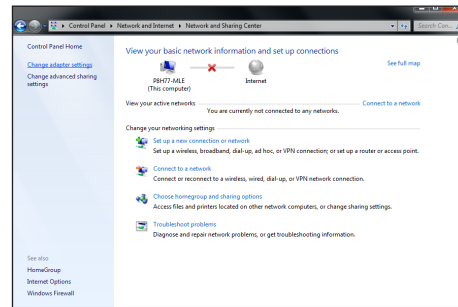 Control Panel ▸ Network and Internet ▸ Network and Sharing Center
Search Con...
Control Panel Home
Change adapter settings
Change advanced sharing
settings
View your basic network information and set up connections
See full map
P8H77-MLE
(This computer)
Internet
View your active networks
Connect to a network
You are currently not connected to any networks.
Change your networking settings
Set up a new connection or network
Set up a wireless, broadband, dial-up, ad hoc, or VPN connection; or set up a router or access point.
Connect to a network
Connect or reconnect to a wireless, wired, dial-up, or VPN network connection.
Choose homegroup and sharing options
Access files and printers located on other network computers, or change sharing settings.
Troubleshoot problems
Diagnose and repair network problems, or get troubleshooting information.
See also
HomeGroup
Internet Options
Windows Firewall